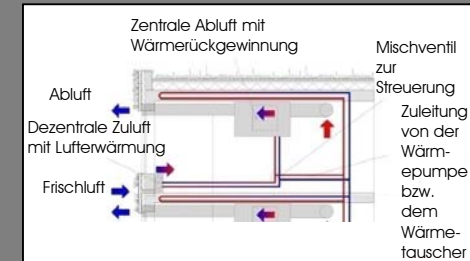 Zentrale Abluft mit
Wärmerückgewinnung
Mischventil
zur
Streuerung
Abluft
Zuleitung
von der
Wärm-
epumpe
bzw.
dem
Wärme-
tauscher
Dezentrale Zuluft
mit Lufterwärmung
Frischluft